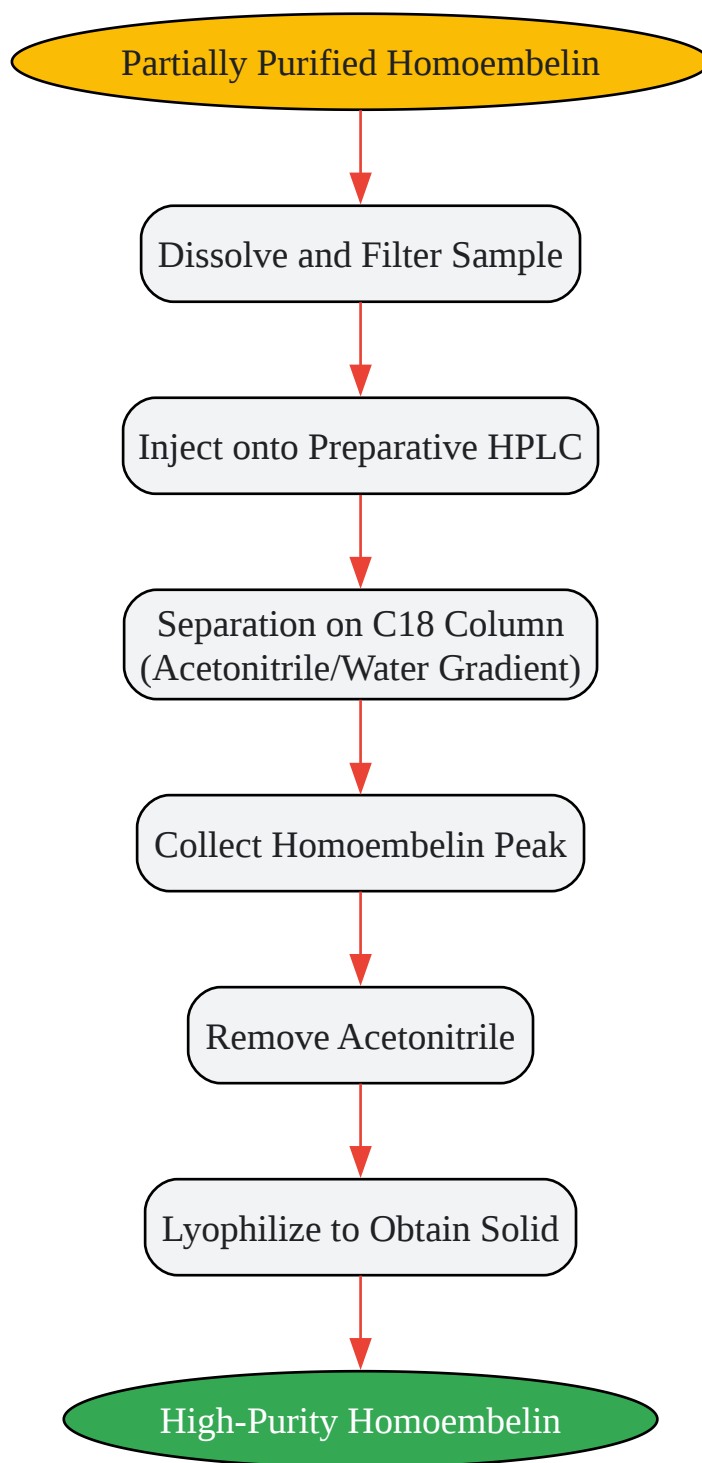 Partially Purified Homoembelin
Dissolve and Filter Sample
Inject onto Preparative HPLC
Separation on C18 Column
(Acetonitrile/Water Gradient)
Collect Homoembelin Peak
Remove Acetonitrile
Lyophilize to Obtain Solid
High-Purity Homoembelin